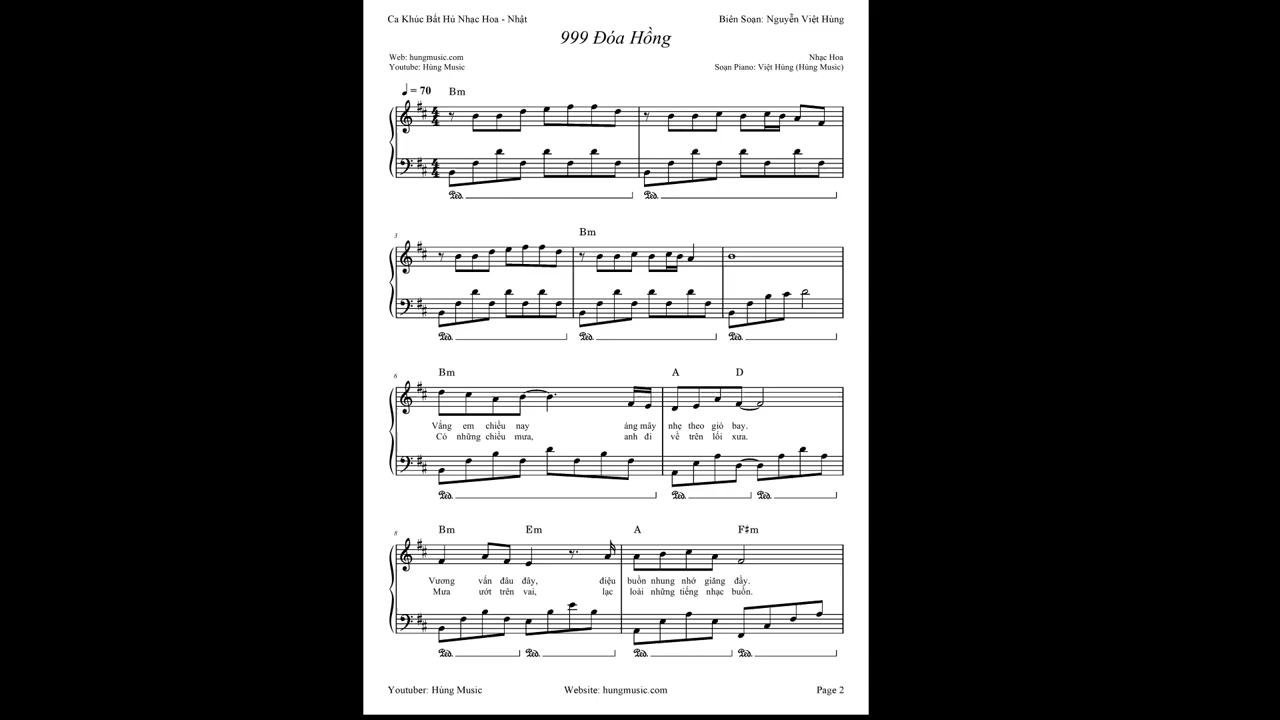 Ca Khúc Bất Hủ Nhạc Hoa - Nhật
Biên Soạn: Nguyễn Việt Hùng
999 Đóa Hồng
Web: hungmusic.com
Nhạc Hoa
Youtube: Hùng Music
Soạn Piano: Việt Hùng (Hùng Music)
= 70
Bm
3
Bm
6
Bm A D
Vắng em chiều nay áng mây nhẹ theo gió bay.
Có những chiều mưa, anh đi về trên lối xưa.
8
Bm Em A F♯m
Vương vấn đâu đây, điệu buồn nhung nhớ giăng đầy.
Mưa ướt trên vai, lạc loài những tiếng nhạc buồn.
Youtuber: Hùng Music
Website: hungmusic.com
Page 2